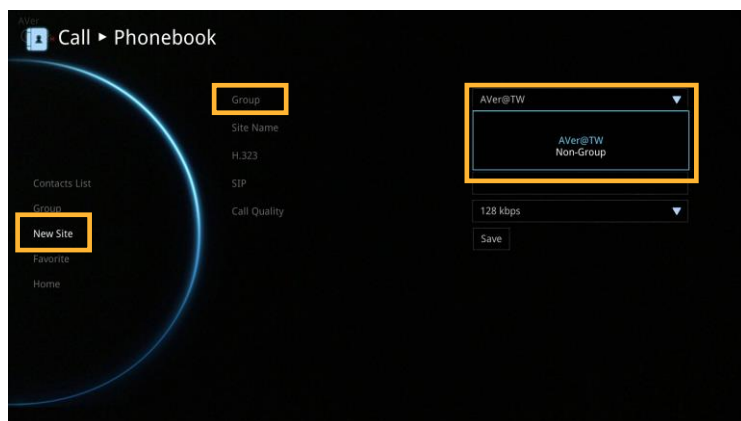 AVer
Call ▸ Phonebook
Group
AVer@TW
AVer@TW
Non-Group
Site Name
H.323
SIP
Call Quality
128 kbps
Save
Contacts List
Group
New Site
Favorite
Home